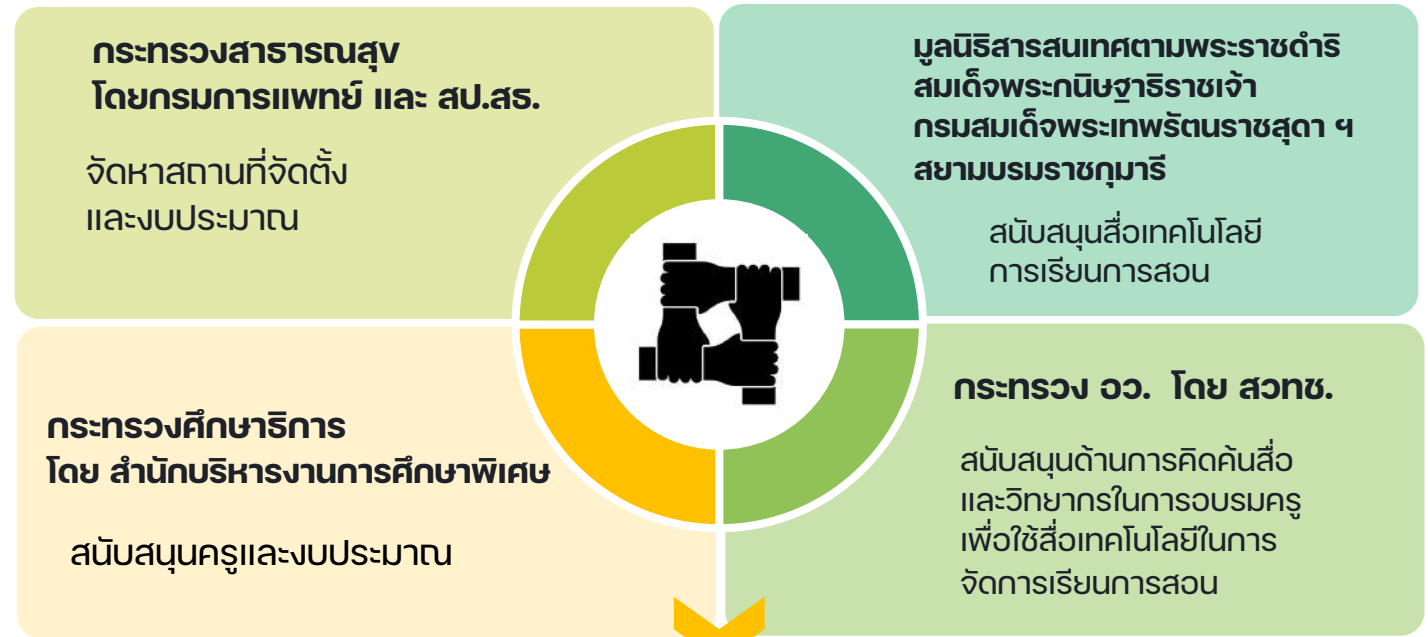 กระทรวงสาธารณสุข
โดยกรมการแพทย์ และ สป.สธ.
จัดหาสถานที่จัดตั้ง
และงบประมาณ
มูลนิธิสารสนเทศตามพระราชดำริ
สมเด็จพระกนิษฐาธิราชเจ้า
กรมสมเด็จพระเทพรัตนราชสุดา ฯ
สยามบรมราชกุมารี
สนับสนุนสื่อเทคโนโลยี
การเรียนการสอน
กระทรวงศึกษาธิการ
โดย สำนักบริหารงานการศึกษาพิเศษ
สนับสนุนครูและงบประมาณ
กระทรวง อว. โดย สวทช.
สนับสนุนด้านการคิดค้นสื่อ
และวิทยากรในการอบรมครู
เพื่อใช้สื่อเทคโนโลยีในการ
จัดการเรียนการสอน